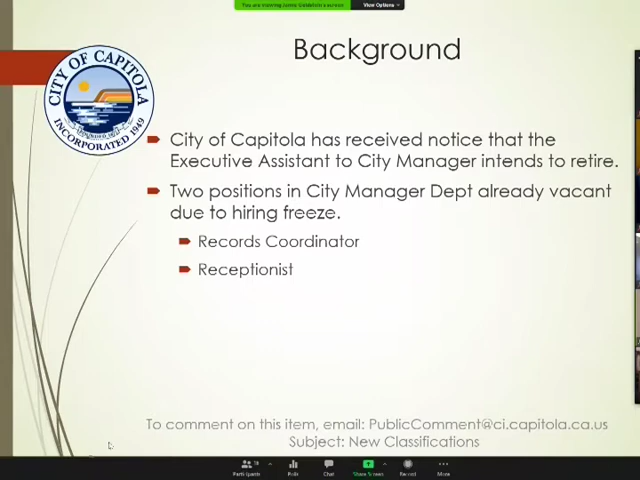 View Options
Background
CITY OF CAPITOLA
INCORPORATED 1949
City of Capitola has received notice that the
Executive Assistant to City Manager intends to retire.
Two positions in City Manager Dept already vacant
due to hiring freeze.
Records Coordinator
Receptionist
To comment on this item, email: PublicComment@ci.capitola.ca.us
Subject: New Classifications
Participants
Polls
Chat
Share Screen
Record
More